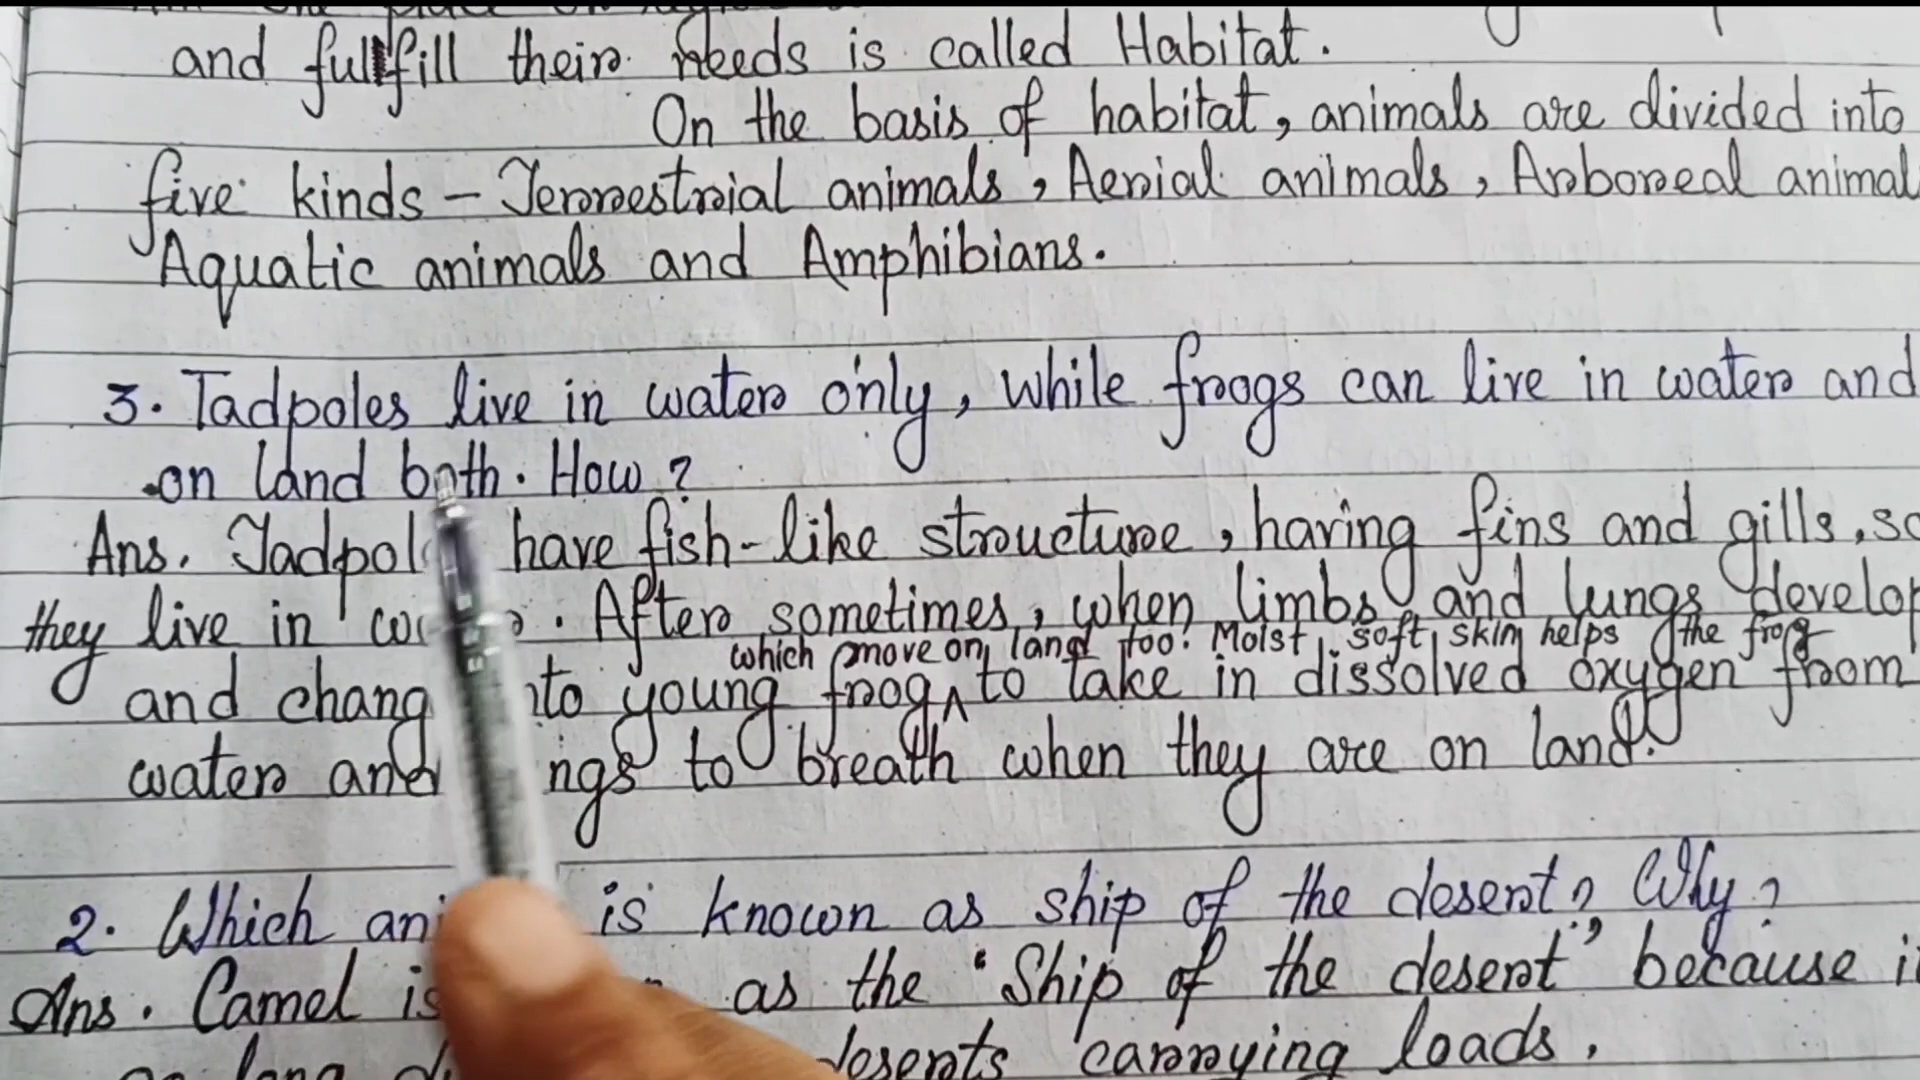 and fullfill their needs is called Habitat.
On the basis of habitat, animals are divided into
five kinds - Terrestrial animals, Aerial animals, Arboreal animal
Aquatic animals and Amphibians.
3. Tadpoles live in water only, while frogs can live in water and
on land both. How?
Ans. Tadpol have fish-like structure, having fins and gills, so
they live in. After sometimes, when limbs and lungs develop
which move on land too. Moist, soft, skin helps the frog
and chang into young frog ^ to take in dissolved oxygen from
water and ngs to breath when they are on land.
2. Which an is known as ship of the desert? Why?
Ans. Camel is as the "Ship of the desert" because i
long deserts carrying loads.